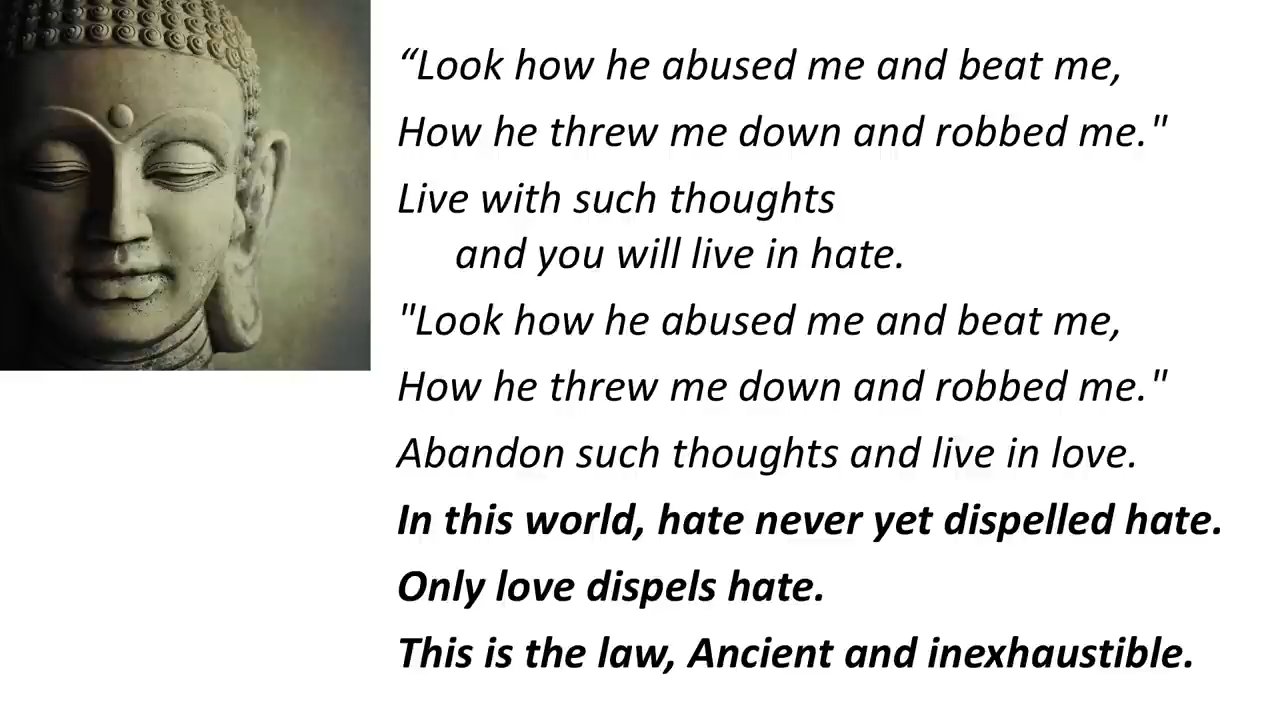 “Look how he abused me and beat me,
How he threw me down and robbed me."
Live with such thoughts
and you will live in hate.
"Look how he abused me and beat me,
How he threw me down and robbed me."
Abandon such thoughts and live in love.
In this world, hate never yet dispelled hate.
Only love dispels hate.
This is the law, Ancient and inexhaustible.